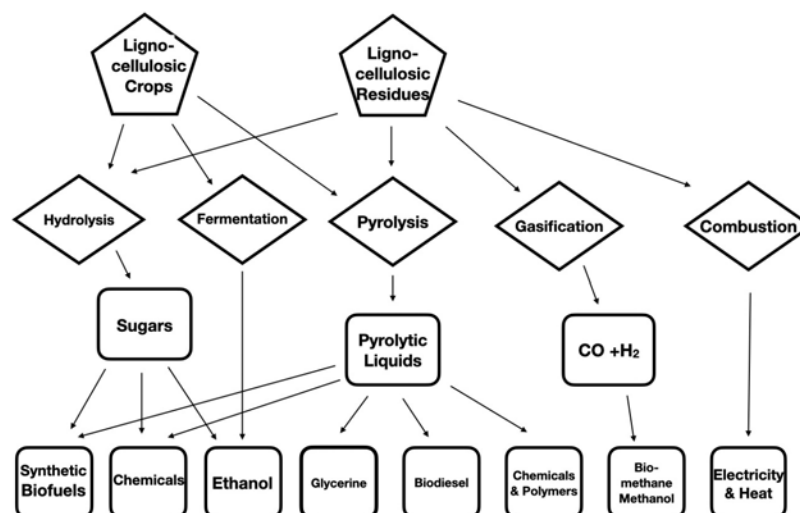 Ligno-
cellulosic
Crops
Ligno-
cellulosic
Residues
Hydrolysis
Fermentation
Pyrolysis
Gasification
Combustion
Sugars
Pyrolytic
Liquids
CO +H₂
Synthetic
Biofuels
Chemicals
Ethanol
Glycerine
Biodiesel
Chemicals
& Polymers
Bio-
methane
Methanol
Electricity
& Heat